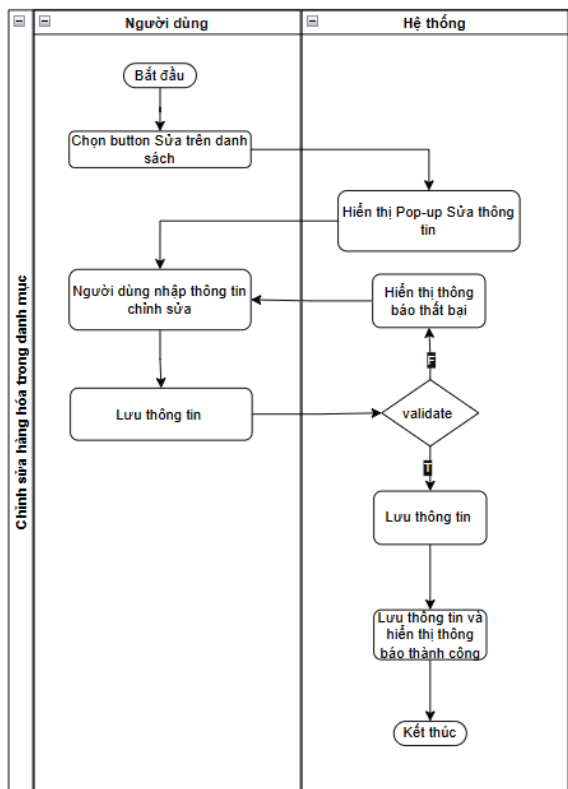 Người dùng
Hệ thống
Chỉnh sửa hàng hóa trong danh mục
Bắt đầu
Chọn button Sửa trên danh
sách
Hiển thị Pop-up Sửa thông
tin
Người dùng nhập thông tin
chỉnh sửa
Hiển thị thông
báo thất bại
F
Lưu thông tin
validate
T
Lưu thông tin
Lưu thông tin và
hiển thị thông
báo thành công
Kết thúc